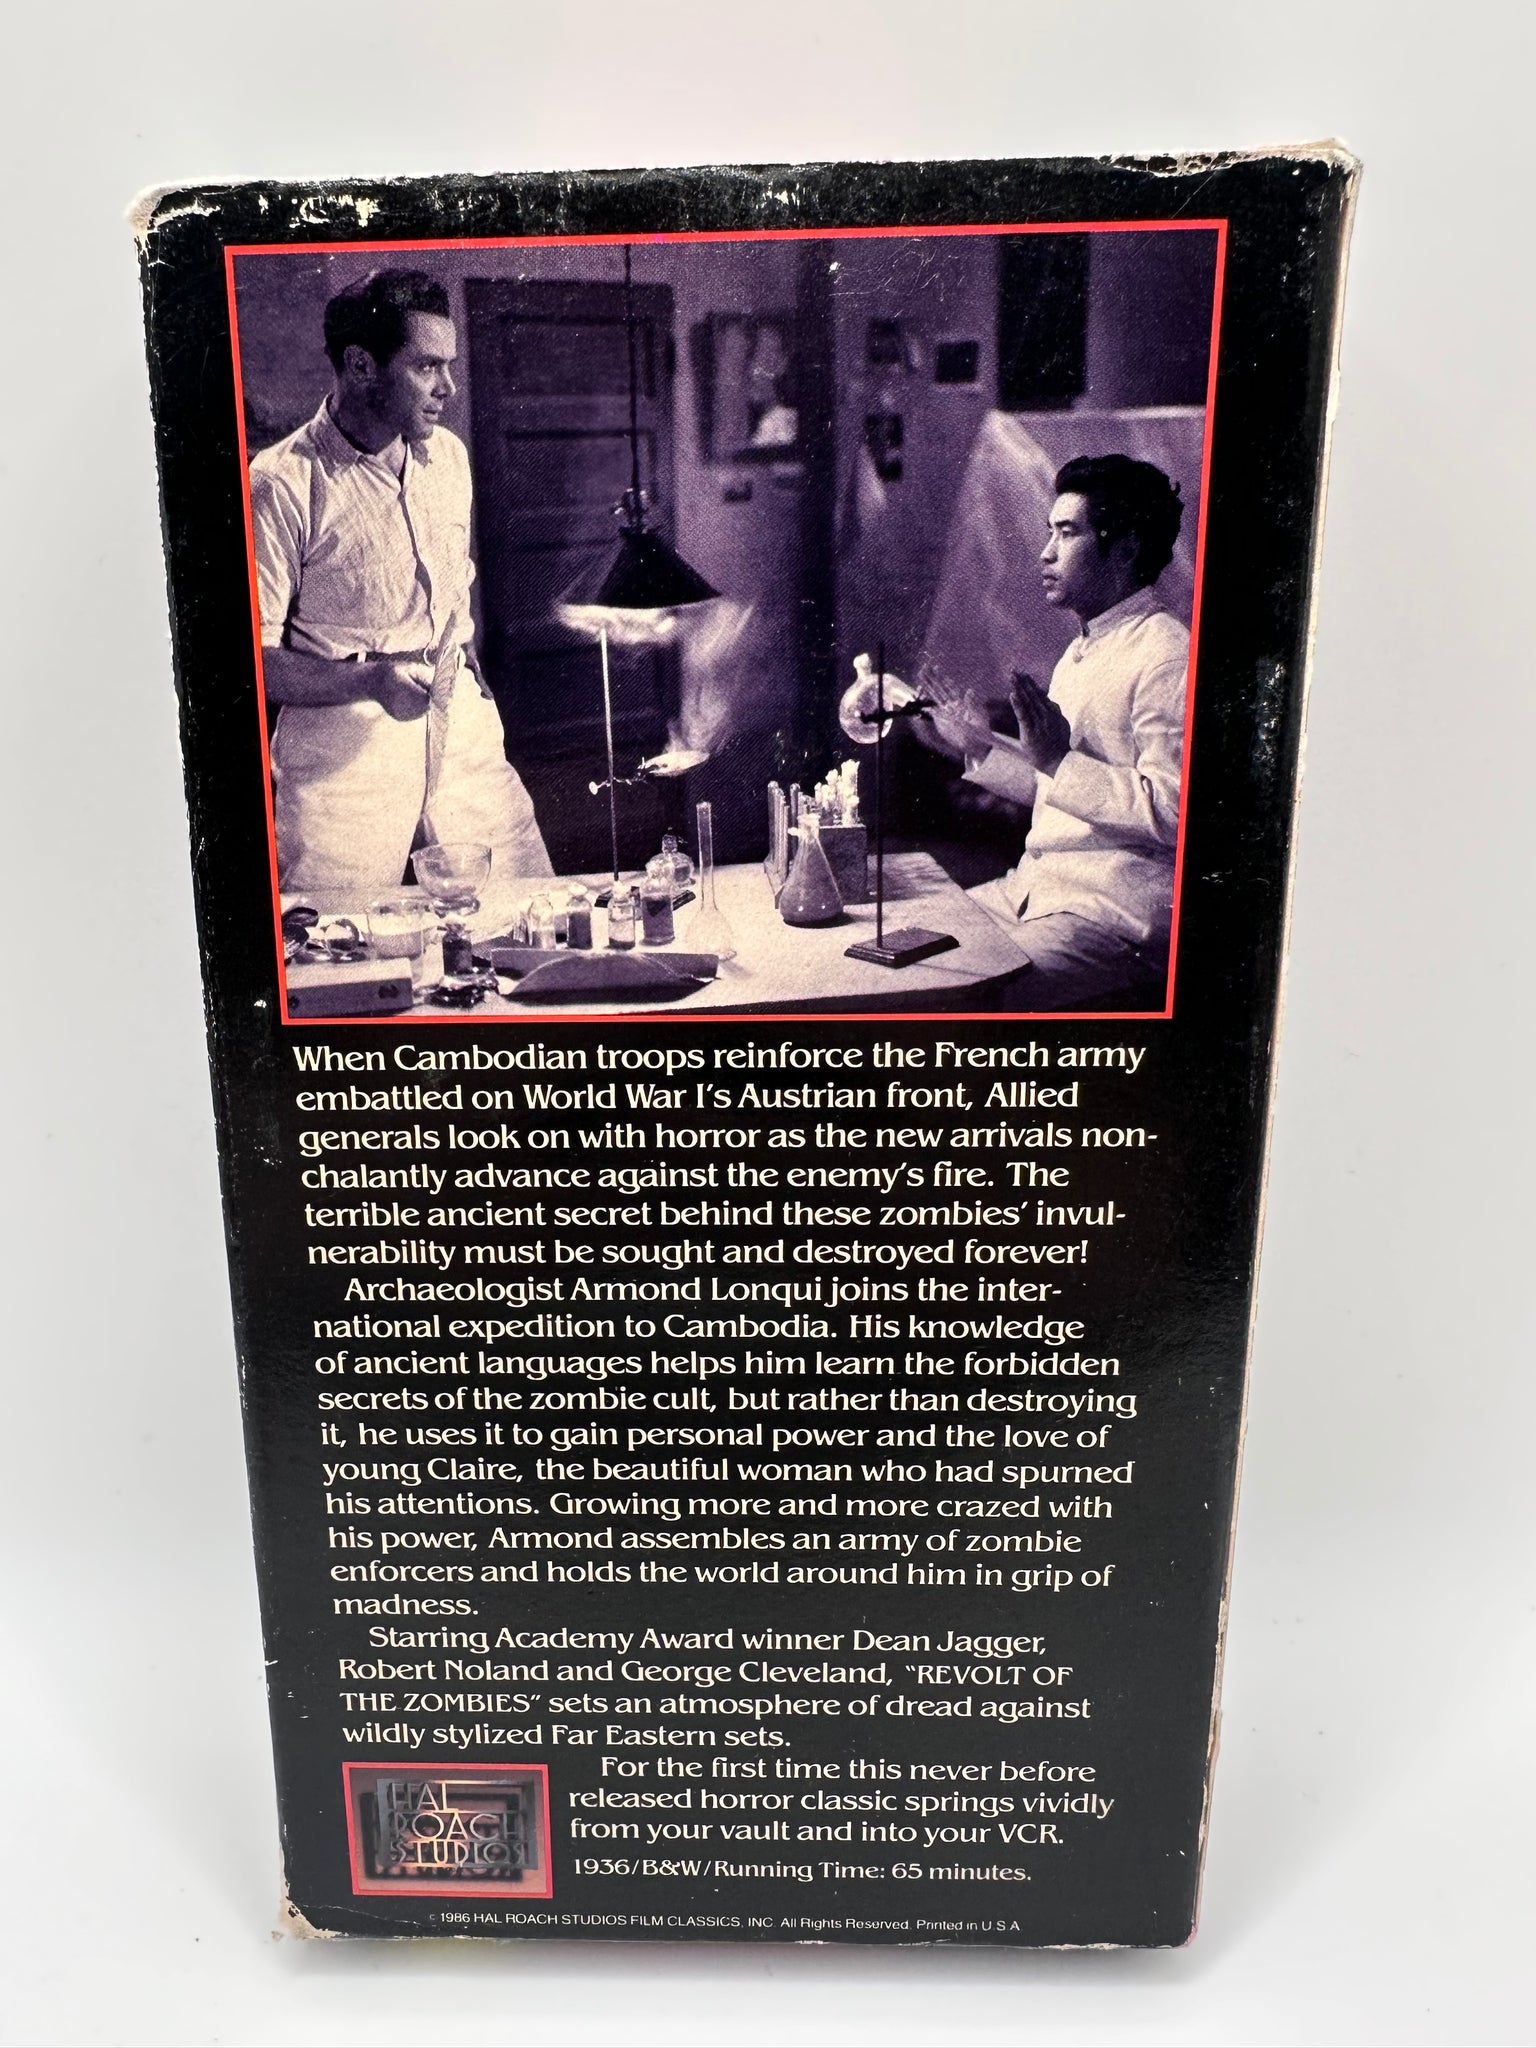 When Cambodian troops reinforce the French army
embattled on World War I's Austrian front, Allied
generals look on with horror as the new arrivals non-
chalantly advance against the enemy's fire. The
terrible ancient secret behind these zombies' invul-
nerability must be sought and destroyed forever!
Archaeologist Armond Lonqui joins the inter-
national expedition to Cambodia. His knowledge
of ancient languages helps him learn the forbidden
secrets of the zombie cult, but rather than destroying
it, he uses it to gain personal power and the love of
young Claire, the beautiful woman who had spurned
his attentions. Growing more and more crazed with
his power, Armond assembles an army of zombie
enforcers and holds the world around him in grip of
madness.
Starring Academy Award winner Dean Jagger,
Robert Noland and George Cleveland, "REVOLT OF
THE ZOMBIES" sets an atmosphere of dread against
wildly stylized Far Eastern sets.
For the first time this never before
released horror classic springs vividly
from your vault and into your VCR.
1936/B&W/Running Time: 65 minutes.
HAL
ROACH
STUDIOS
© 1986 HAL ROACH STUDIOS FILM CLASSICS, INC. All Rights Reserved. Printed in U.S.A.